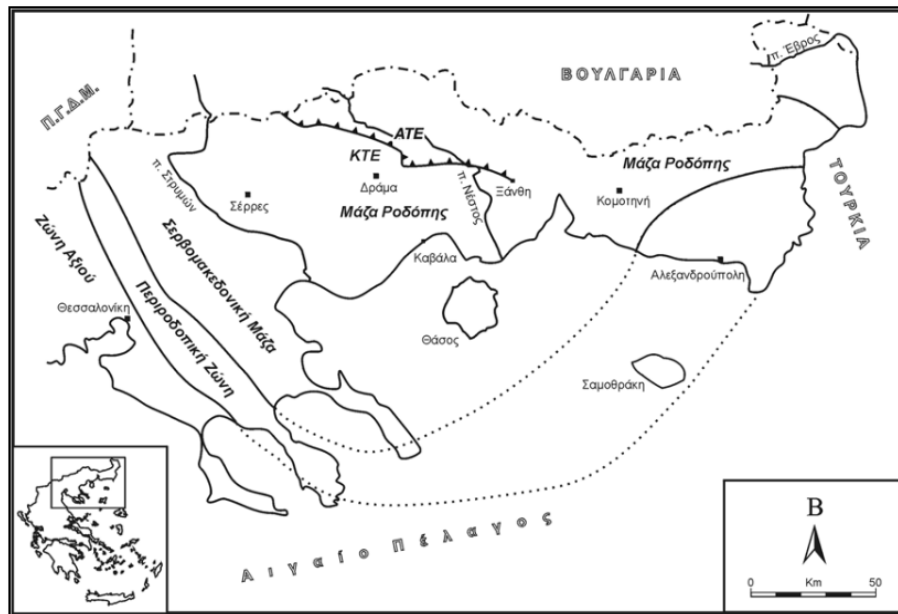 π. Έβρος
ΒΟΥΛΓΑΡΙΑ
Π.Γ.Δ.Μ.
ΑΤΕ
ΚΤΕ
Μάζα Ροδόπης
π. Στρυμών
Δράμα
π. Νέστος
Ξάνθη
ΤΟΥΡΚΙΑ
Σέρρες
Μάζα Ροδόπης
Κομοτηνή
Ζώνη Αξιού
Σερβομακεδονική Μάζα
Καβάλα
Αλεξανδρούπολη
Θεσσαλονίκη
Περιροδοπική Ζώνη
Θάσος
Σαμοθράκη
Αιγαίο Πέλαγος
Β
0 Km 50